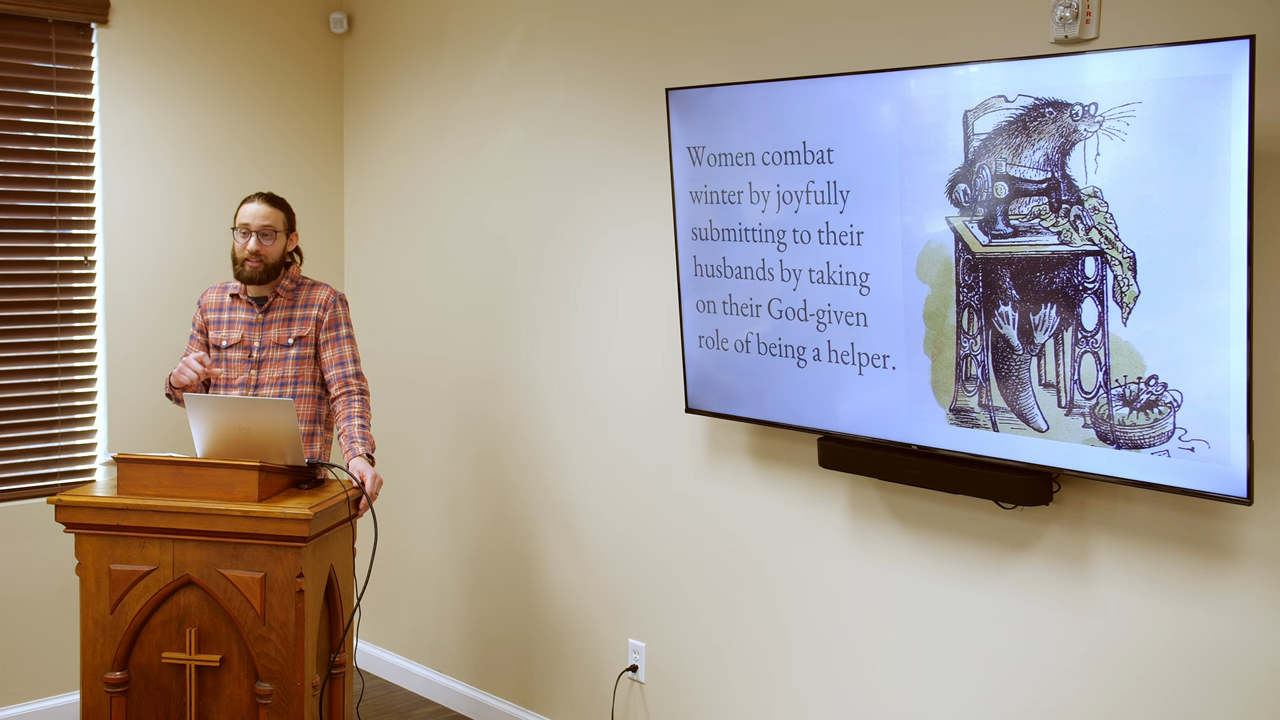 Women combat
winter by joyfully
submitting to their
husbands by taking
on their God-given
role of being a helper.
FIRE